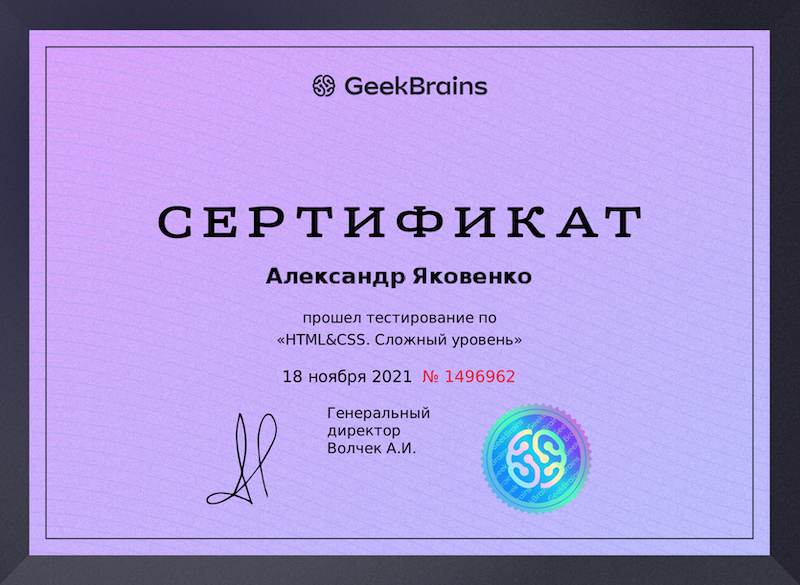 GeekBrains
СЕРТИФИКАТ
Александр Яковенко
прошел тестирование по
«HTML&CSS. Сложный уровень»
18 ноября 2021 № 1496962
Генеральный
директор
Волчек А.И.